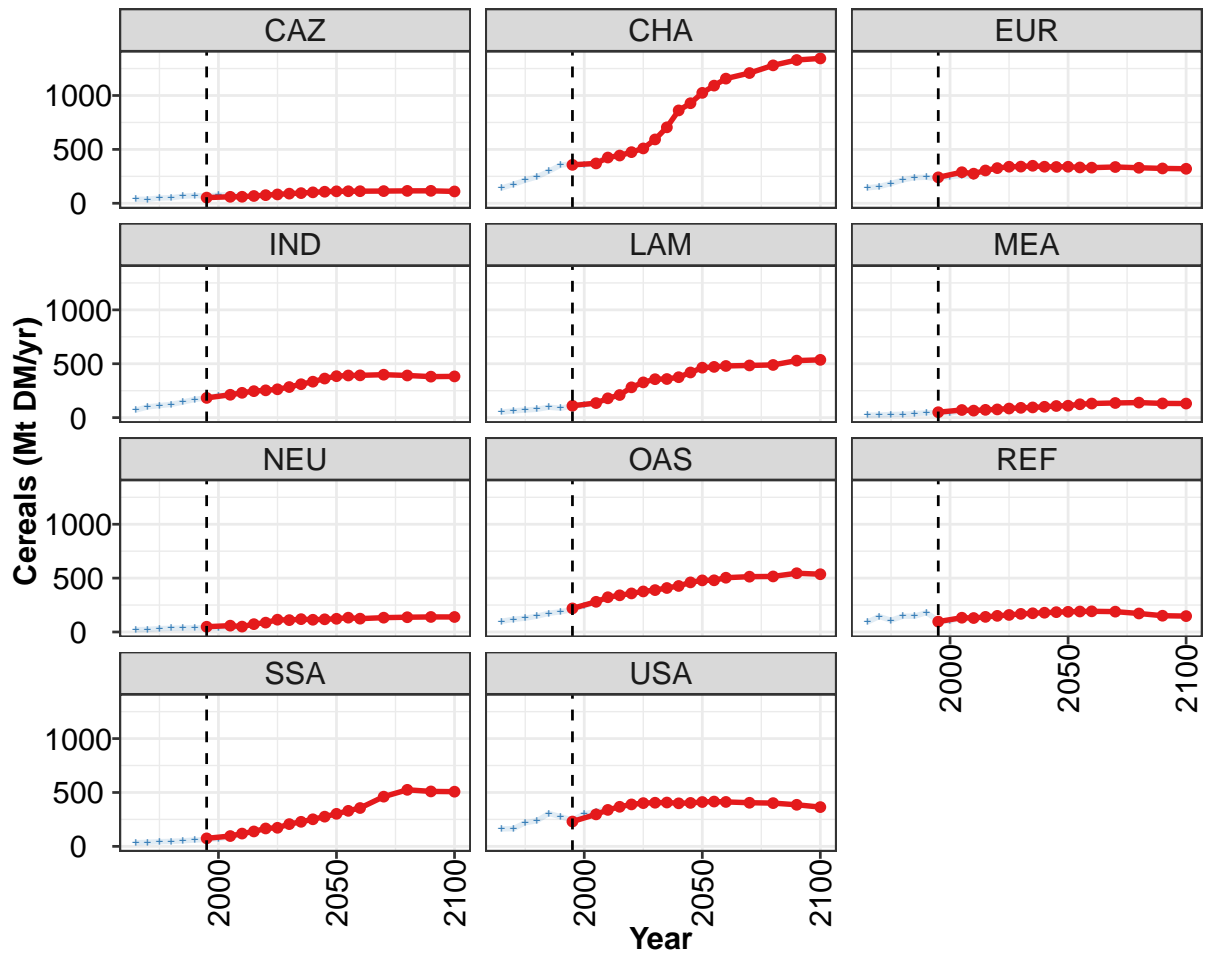 CAZ CHA EUR
1000
500
0
IND LAM MEA
1000
500
0
NEU OAS REF
1000
500
0
2000 2050 2100
SSA USA
1000
500
0
2000 2050 2100 2000 2050 2100
Year
Cereals (Mt DM/yr)